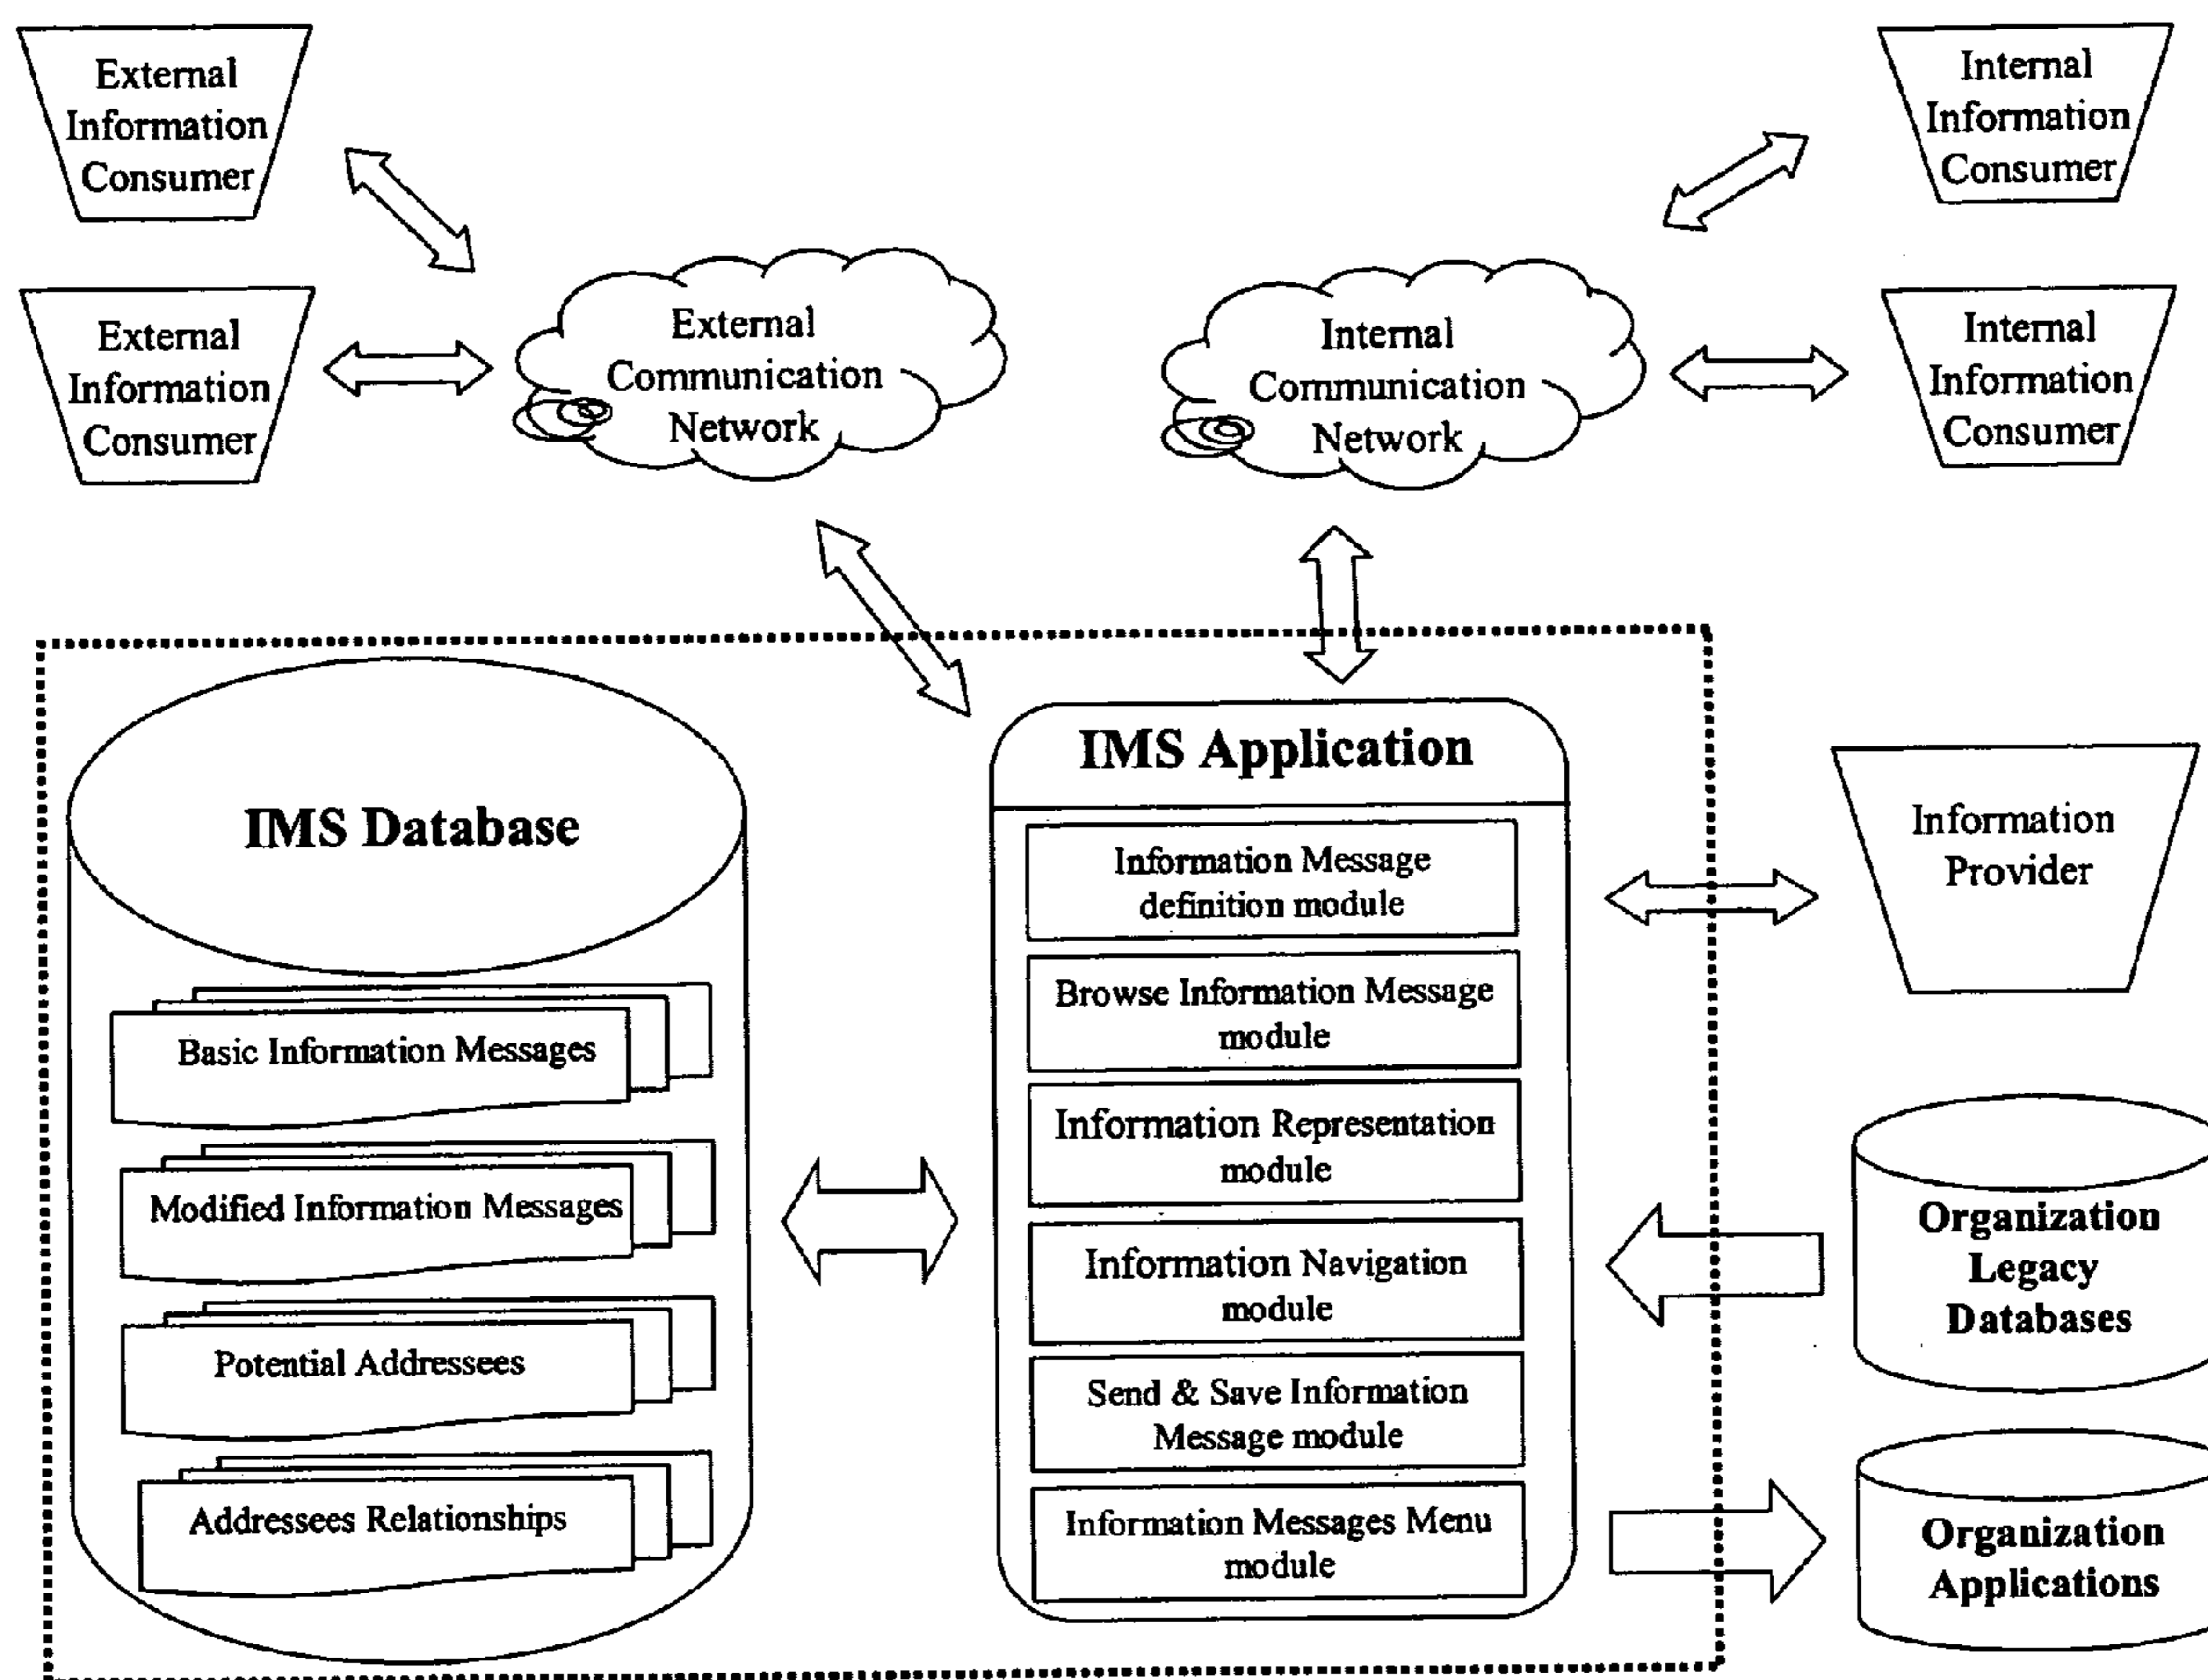 External
Information
Consumer
Internal
Information
Consumer
External
Information
Consumer
External
Communication
Network
Internal
Communication
Network
Internal
Information
Consumer
IMS Database
Basic Information Messages
Modified Information Messages
Potential Addressees
Addressees Relationships
IMS Application
Information Message
definition module
Browse Information Message
module
Information Representation
module
Information Navigation
module
Send & Save Information
Message module
Information Messages Menu
module
Information
Provider
Organization
Legacy
Databases
Organization
Applications